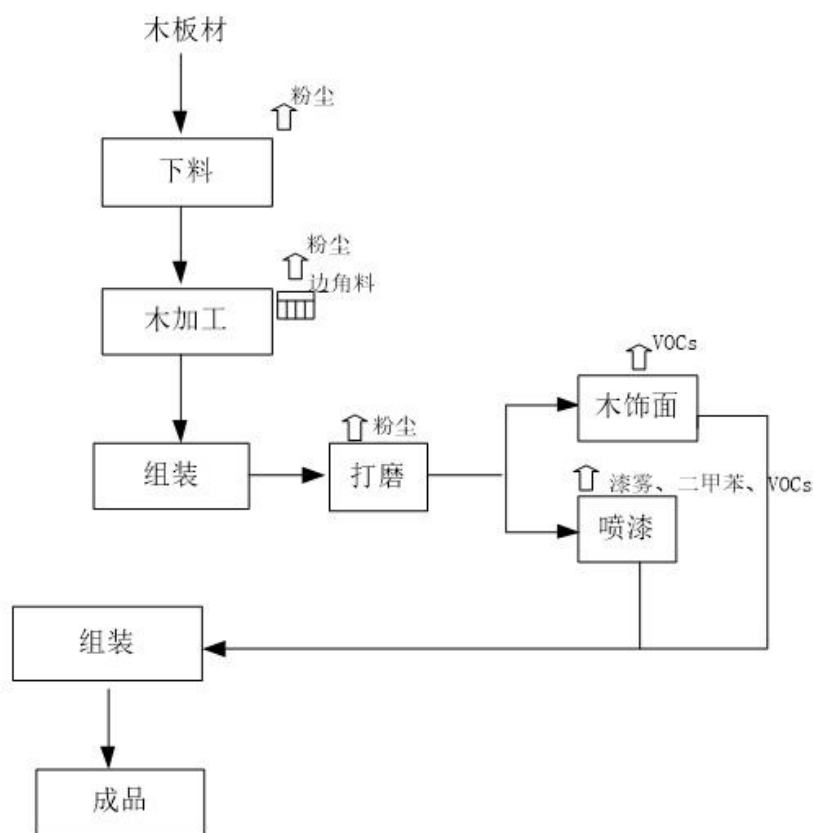 木板材
粉尘
下料
粉尘
边角料
木加工
VOCs
木饰面
粉尘
组装
打磨
漆雾、二甲苯、VOCs
喷漆
组装
成品